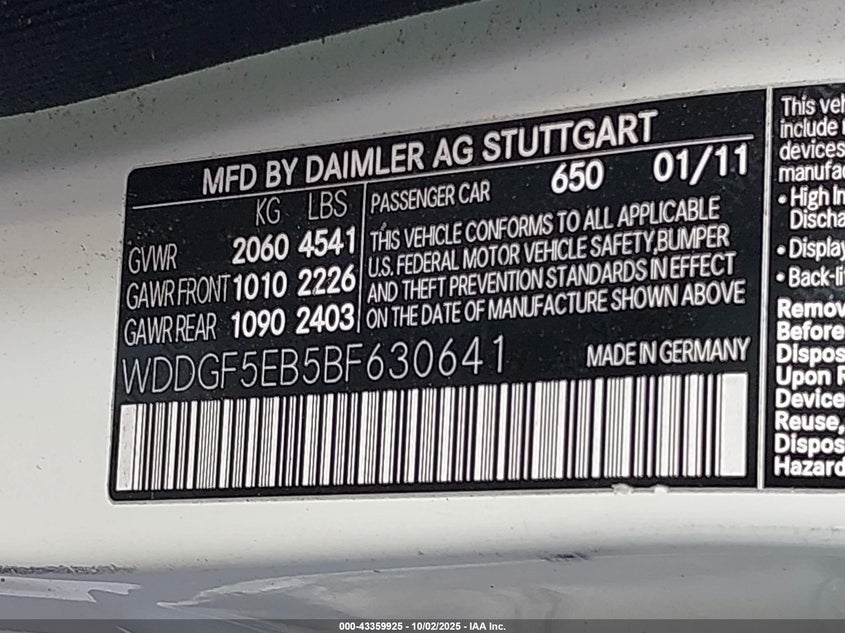 MFD BY DAIMLER AG STUTTGART
KG LBS
GVWR 2060 4541
GAWR FRONT 1010 2226
GAWR REAR 1090 2403
PASSENGER CAR 650 01/11
THIS VEHICLE CONFORMS TO ALL APPLICABLE
U.S. FEDERAL MOTOR VEHICLE SAFETY,BUMPER
AND THEFT PREVENTION STANDARDS IN EFFECT
ON THE DATE OF MANUFACTURE SHOWN ABOVE
WDDGF5EB5BF630641 MADE IN GERMANY
This veh
include
devices
manufac
• High In
Discha
• Display
• Back-li
Remov
Before
Dispos
Upon R
Device
Reuse,
Dispos
Hazard
000-43359925 - 10/02/2025 - IAA Inc.